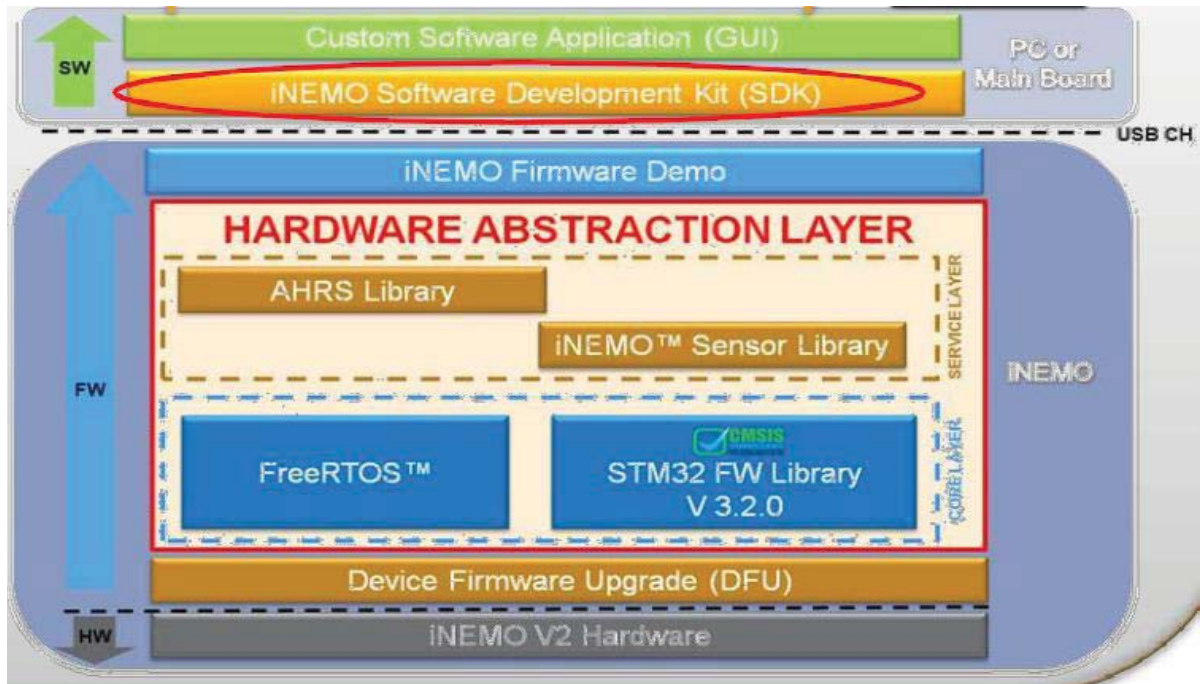 SW
Custom Software Application (GUI)
iNEMO Software Development Kit (SDK)
PC or
Main Board
USB CH
iNEMO Firmware Demo
HARDWARE ABSTRACTION LAYER
AHRS Library
iNEMO™ Sensor Library
SERVICE LAYER
FW
iNEMO
FreeRTOS™
CMSIS
STM32 FW Library
V 3.2.0
CORE LAYER
Device Firmware Upgrade (DFU)
HW
iNEMO V2 Hardware